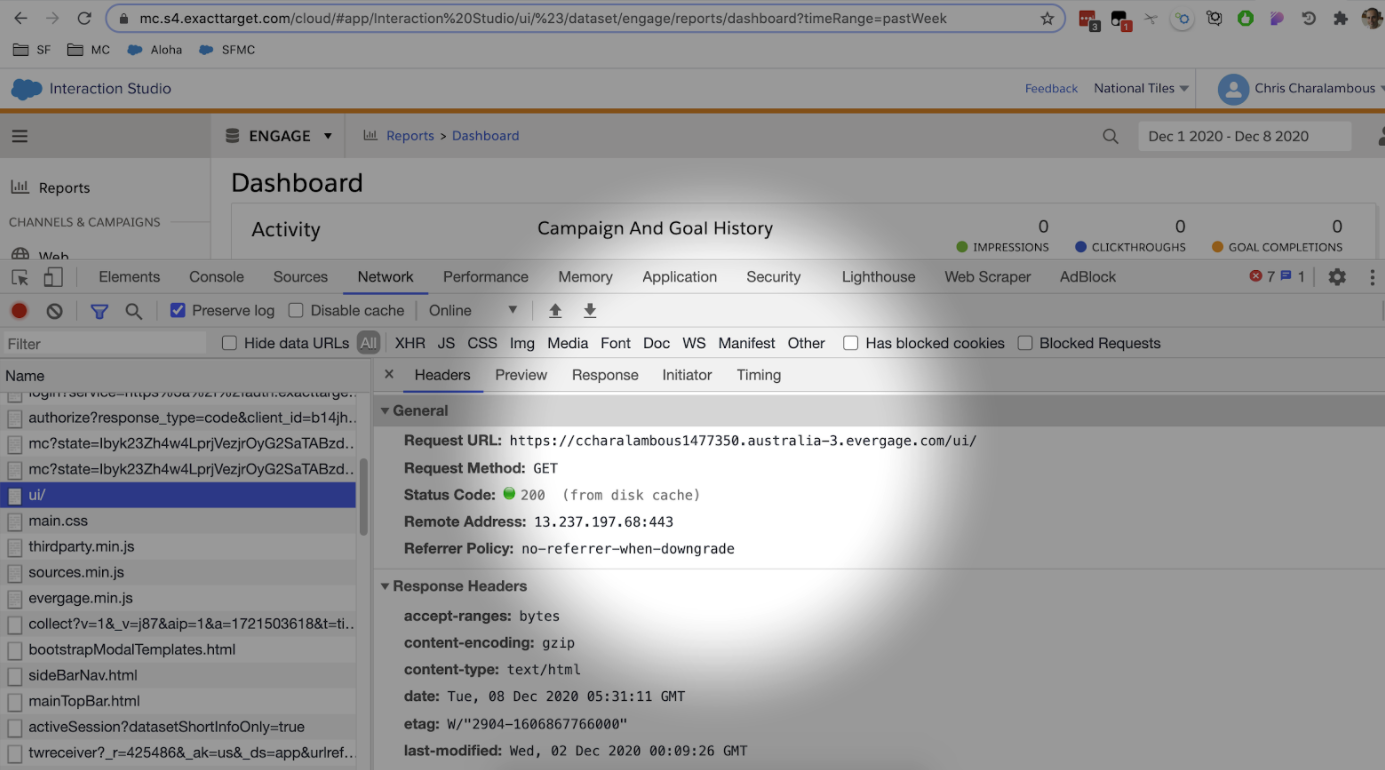 mc.s4.exacttarget.com/cloud/#app/Interaction%20Studio/ui/%23/dataset/engage/reports/dashboard?timeRange=pastWeek
3
1
SF MC Aloha SFMC
Interaction Studio Feedback National Tiles Chris Charalambous
ENGAGE Reports > Dashboard Dec 1 2020 - Dec 8 2020
Reports Dashboard
CHANNELS & CAMPAIGNS Activity Campaign And Goal History 0 0 0
Web IMPRESSIONS CLICKTHROUGHS GOAL COMPLETIONS
Elements Console Sources Network Performance Memory Application Security Lighthouse Web Scraper AdBlock 7 1
Preserve log Disable cache Online
Filter Hide data URLs All XHR JS CSS Img Media Font Doc WS Manifest Other Has blocked cookies Blocked Requests
Name × Headers Preview Response Initiator Timing
authorize?response_type=code&client_id=b14jh...
mc?state=Ibyk23Zh4w4LprjVezjrOyG2SaTABzd...
mc?state=Ibyk23Zh4w4LprjVezjrOyG2SaTABzd...
ui/
main.css
thirdparty.min.js
sources.min.js
evergage.min.js
collect?v=1&_v=j87&aip=1&a=1721503618&t=ti...
bootstrapModalTemplates.html
sideBarNav.html
mainTopBar.html
activeSession?datasetShortInfoOnly=true
twreceiver?_r=425486&_ak=us&_ds=app&urlref...
General
Request URL: https://ccharalambous1477350.australia-3.evergage.com/ui/
Request Method: GET
Status Code: 200 (from disk cache)
Remote Address: 13.237.197.68:443
Referrer Policy: no-referrer-when-downgrade
Response Headers
accept-ranges: bytes
content-encoding: gzip
content-type: text/html
date: Tue, 08 Dec 2020 05:31:11 GMT
etag: W/"2904-1606867766000"
last-modified: Wed, 02 Dec 2020 00:09:26 GMT